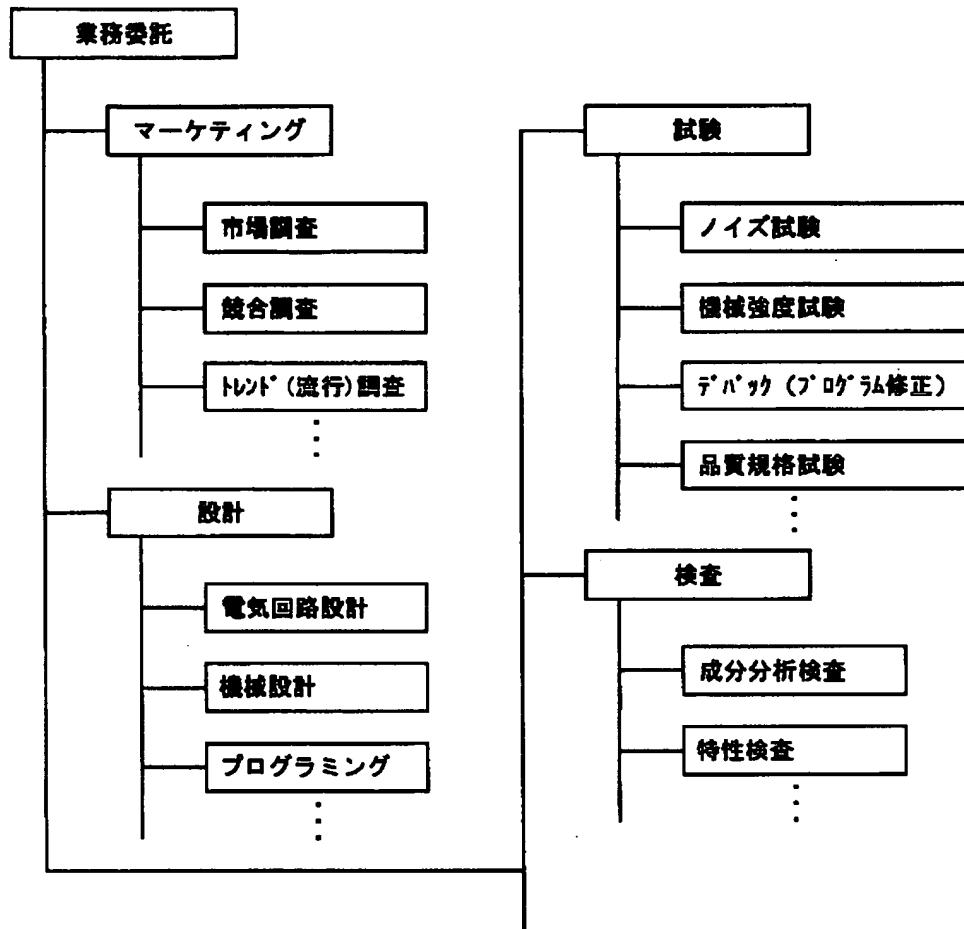 業務委託
マーケティング
市場調査
競合調査
ﾄﾚﾝﾄﾞ(流行)調査
設計
電気回路設計
機械設計
プログラミング
試験
ノイズ試験
機械強度試験
ﾃﾞﾊﾞｯｸ（ﾌﾟﾛｸﾞﾗﾑ修正）
品質規格試験
検査
成分分析検査
特性検査